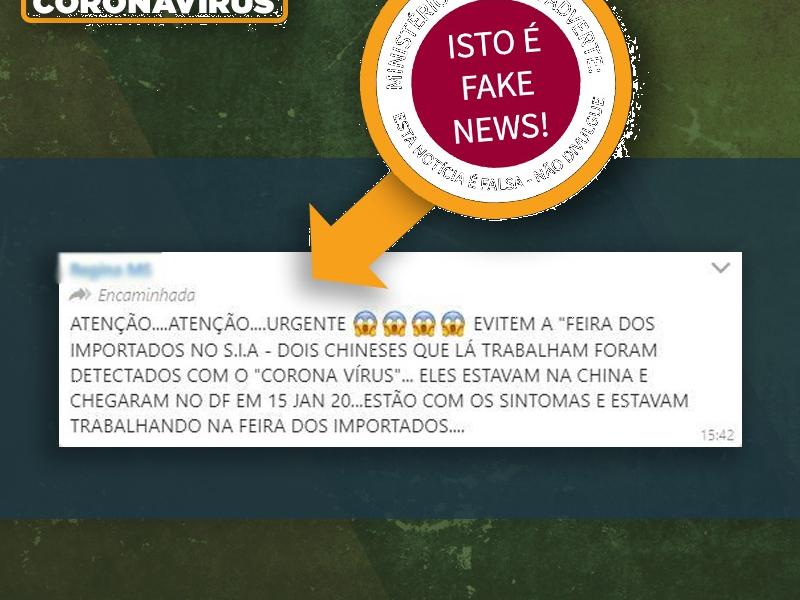 CORONAVÍRUS
MINISTÉRIO ADVERTE:
ISTO É
FAKE
NEWS!
ESTA NOTÍCIA É FALSA - NÃO DIVULGUE
Encaminhada
ATENÇÃO....ATENÇÃO....URGENTE 😱😱😱😱 EVITEM A "FEIRA DOS
IMPORTADOS NO S.I.A - DOIS CHINESES QUE LÁ TRABALHAM FORAM
DETECTADOS COM O "CORONA VÍRUS"... ELES ESTAVAM NA CHINA E
CHEGARAM NO DF EM 15 JAN 20...ESTÃO COM OS SINTOMAS E ESTAVAM
TRABALHANDO NA FEIRA DOS IMPORTADOS....
15:42